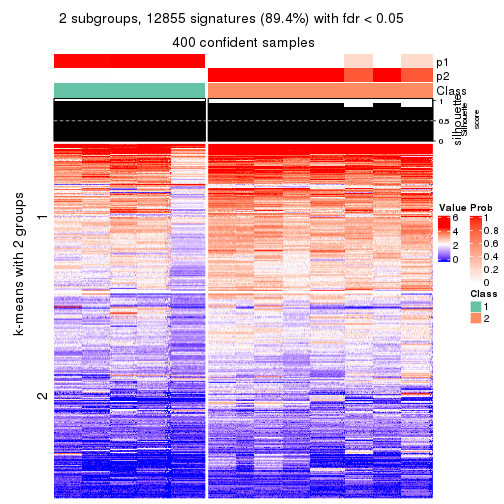 2 subgroups, 12855 signatures (89.4%) with fdr < 0.05
400 confident samples
p1
p2
Class
silhouette
Silhouette
score
1
0.5
0
k-means with 2 groups
1
2
Value
6
4
2
0
Prob
1
0.8
0.6
0.4
0.2
0
Class
1
2